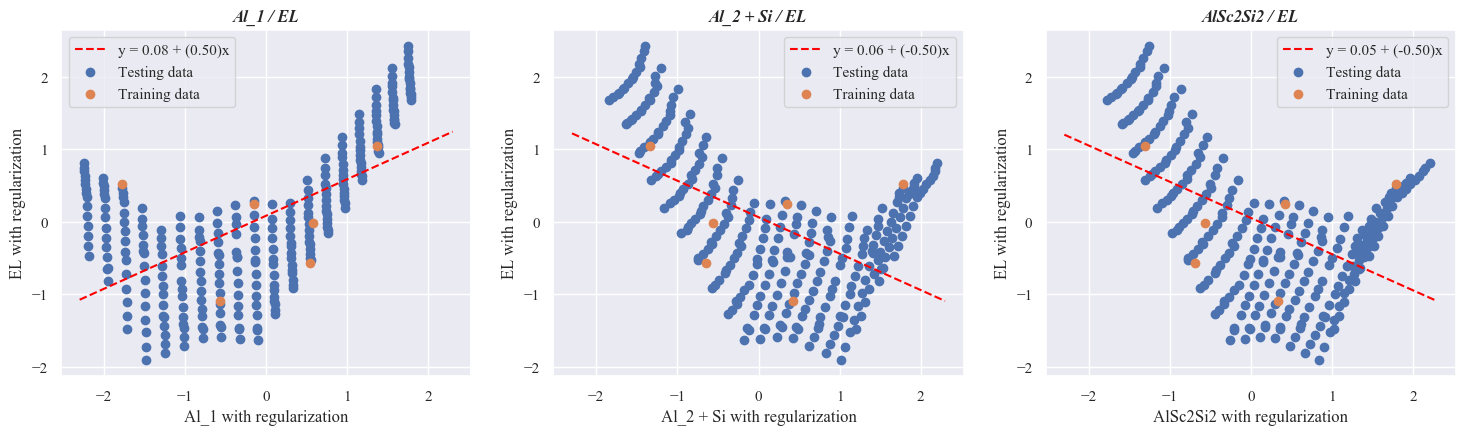 Al_1 / EL
y = 0.08 + (0.50)x
Testing data
Training data
EL with regularization
2
1
0
−1
−2
−2
−1
0
1
2
Al_1 with regularization
Al_2 + Si / EL
y = 0.06 + (-0.50)x
Testing data
Training data
EL with regularization
2
1
0
−1
−2
−2
−1
0
1
2
Al_2 + Si with regularization
AlSc2Si2 / EL
y = 0.05 + (-0.50)x
Testing data
Training data
EL with regularization
2
1
0
−1
−2
−2
−1
0
1
2
AlSc2Si2 with regularization